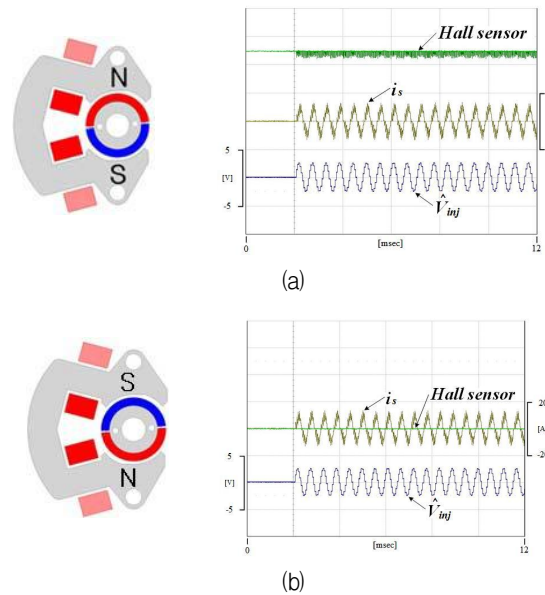 N
S
Hall sensor
i_s
5
[V]
-5
V̂_inj
0
[msec]
12
(a)
S
N
i_s
Hall sensor
20
[A
-20
5
[V]
-5
V̂_inj
0
[msec]
12
(b)